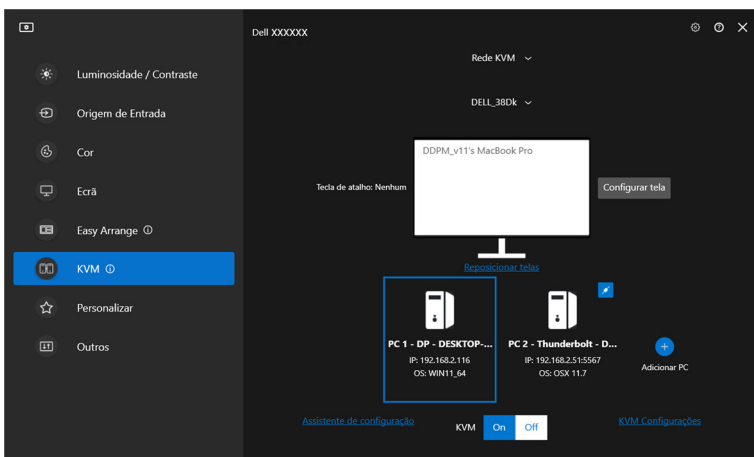 Dell XXXXXX
Luminosidade / Contraste
Origem de Entrada
Cor
Ecrã
Easy Arrange
KVM
Personalizar
Outros
Rede KVM
DELL_38Dk
DDPM_v11's MacBook Pro
Tecla de atalho: Nenhum
Configurar tela
Reposicionar telas
PC 1 - DP - DESKTOP-...
IP: 192.168.2.116
OS: WIN11_64
PC 2 - Thunderbolt - D...
IP: 192.168.2.51:5567
OS: OSX 11.7
Adicionar PC
Assistente de configuração
KVM
On
Off
KVM Configurações